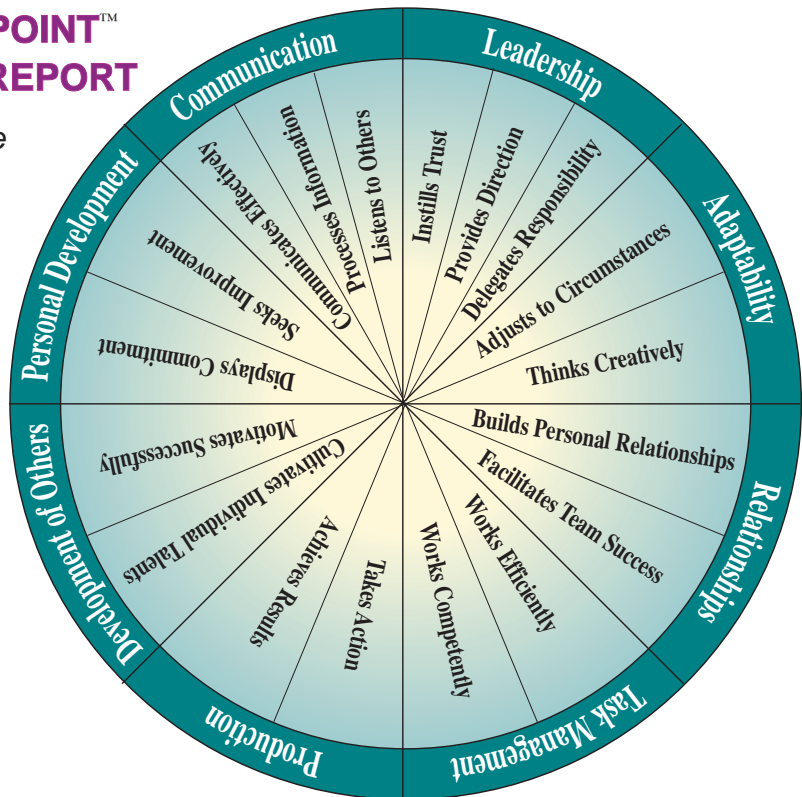 POINT™
REPORT
e
Communication
Listens to Others
Processes Information
Communicates Effectively
Leadership
Instills Trust
Provides Direction
Delegates Responsibility
Adaptability
Adjusts to Circumstances
Thinks Creatively
Relationships
Builds Personal Relationships
Facilitates Team Success
Task Management
Works Efficiently
Works Competently
Production
Takes Action
Achieves Results
Development of Others
Cultivates Individual Talents
Motivates Successfully
Personal Development
Displays Commitment
Seeks Improvement